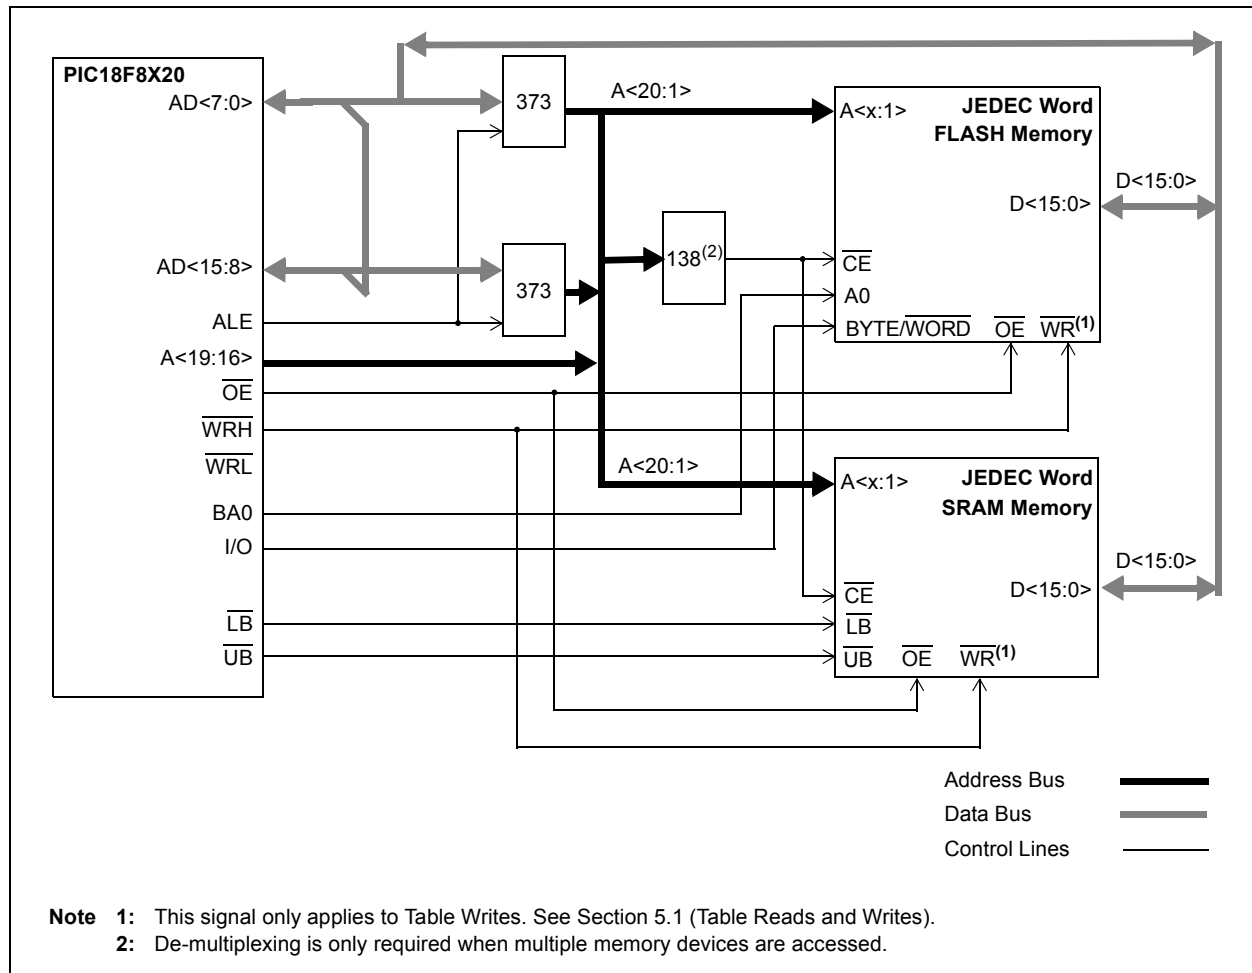 PIC18F8X20
AD<7:0>
AD<15:8>
ALE
A<19:16>
OE
WRH
WRL
BA0
I/O
LB
UB
373
373
A<20:1>
138(2)
A<20:1>
A<x:1>
JEDEC Word
FLASH Memory
D<15:0>
CE
A0
BYTE/WORD OE WR(1)
D<15:0>
A<x:1>
JEDEC Word
SRAM Memory
D<15:0>
CE
LB
UB OE WR(1)
D<15:0>
Address Bus
Data Bus
Control Lines
Note 1: This signal only applies to Table Writes. See Section 5.1 (Table Reads and Writes).
2: De-multiplexing is only required when multiple memory devices are accessed.